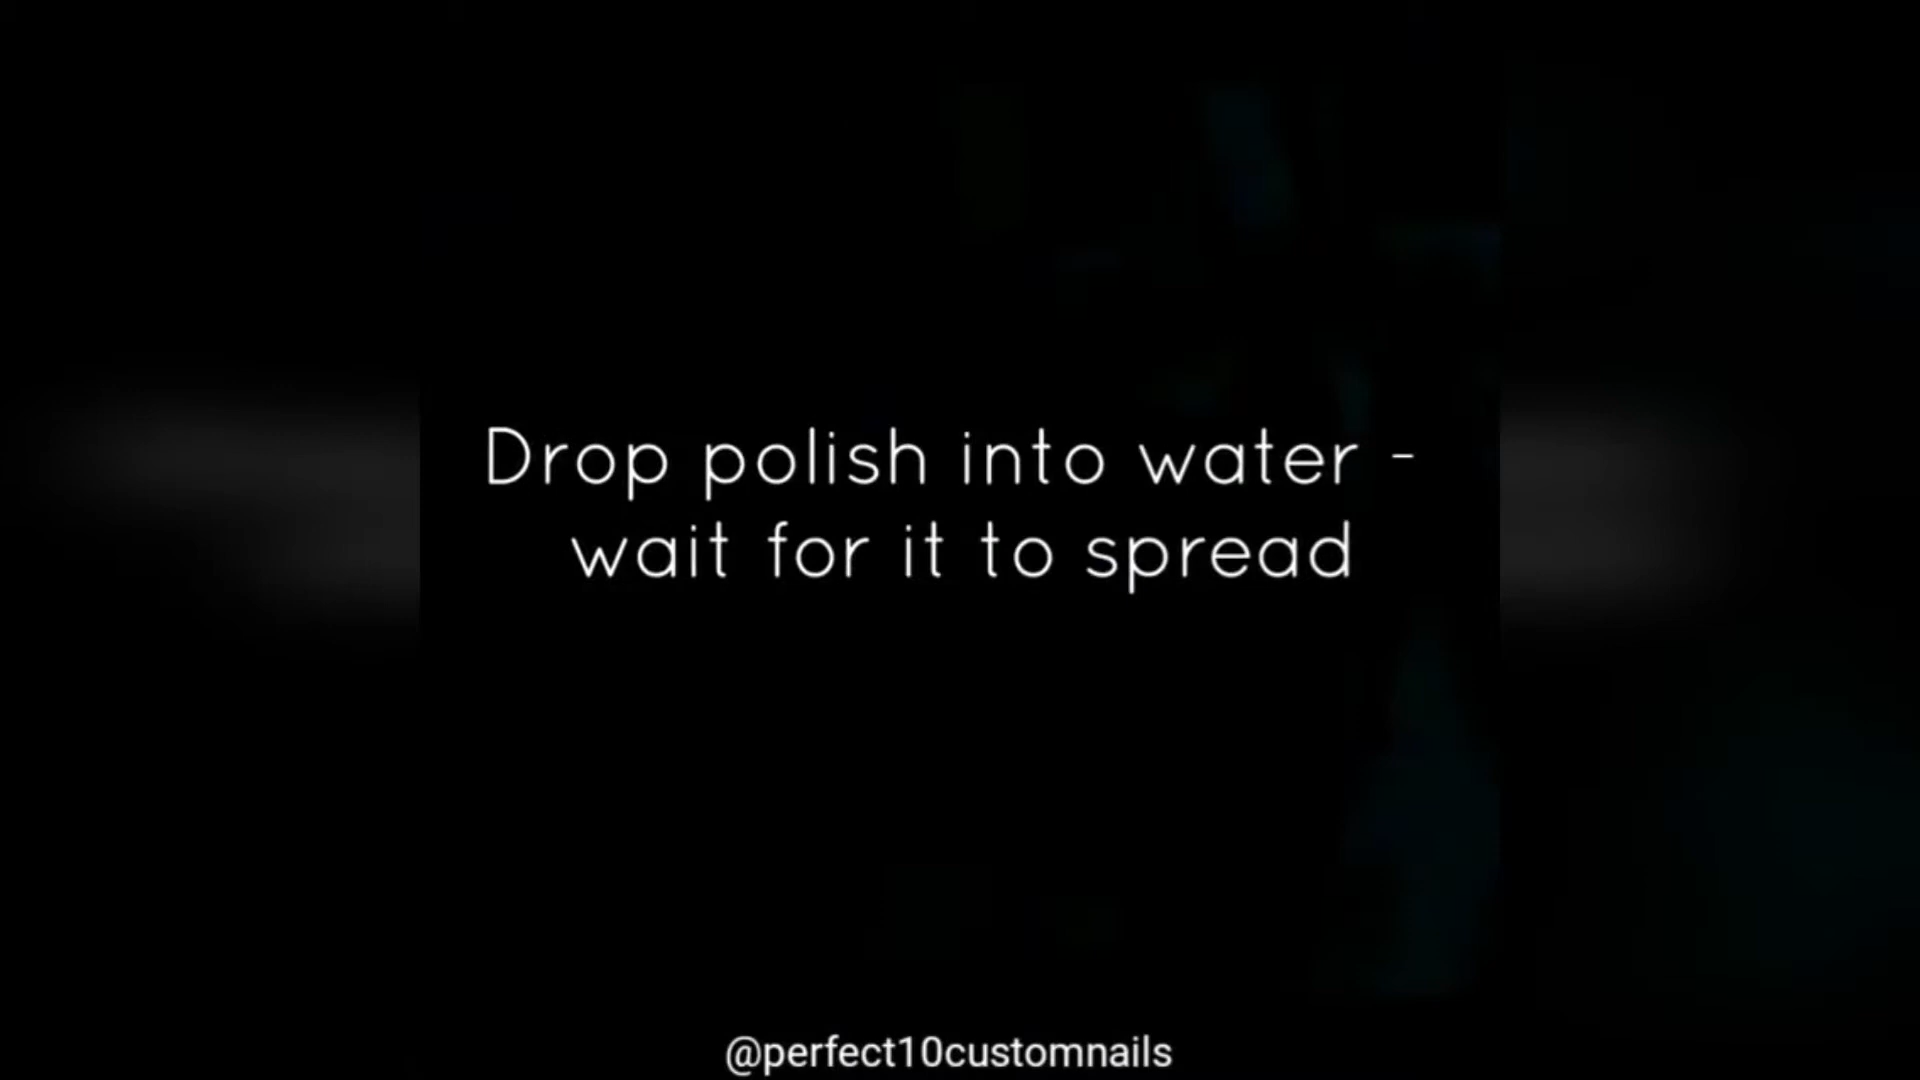 Drop polish into water -
wait for it to spread
@perfect10customnails